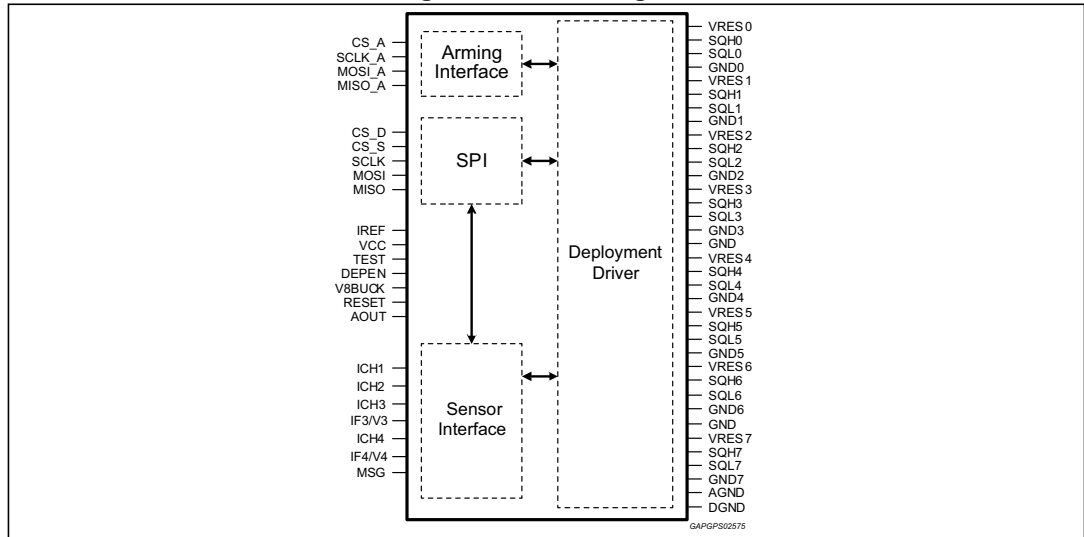 CS_A
SCLK_A
MOSI_A
MISO_A
CS_D
CS_S
SCLK
MOSI
MISO
IREF
VCC
TEST
DEPEN
V8BUCK
RESET
AOUT
ICH1
ICH2
ICH3
IF3/V3
ICH4
IF4/V4
MSG
Arming
Interface
SPI
Sensor
Interface
Deployment
Driver
VRES0
SQH0
SQL0
GND0
VRES1
SQH1
SQL1
GND1
VRES2
SQH2
SQL2
GND2
VRES3
SQH3
SQL3
GND3
GND
VRES4
SQH4
SQL4
GND4
VRES5
SQH5
SQL5
GND5
VRES6
SQH6
SQL6
GND6
GND
VRES7
SQH7
SQL7
GND7
AGND
DGND
GAPGPS02575